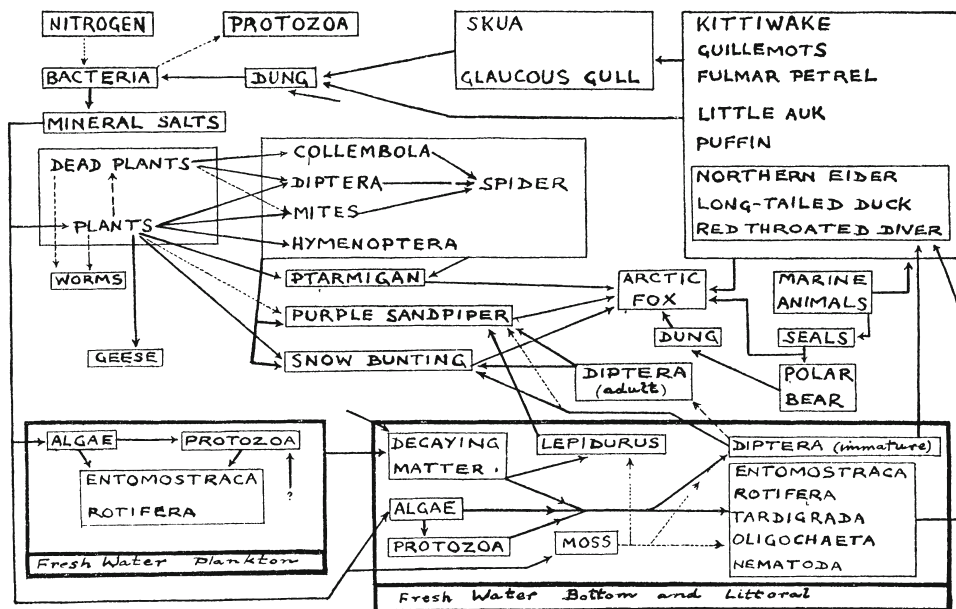 NITROGEN
PROTOZOA
BACTERIA
DUNG
MINERAL SALTS
SKUA
GLAUCOUS GULL
KITTIWAKE
GUILLEMOTS
FULMAR PETREL
LITTLE AUK
PUFFIN
NORTHERN EIDER
LONG-TAILED DUCK
RED THROATED DIVER
DEAD PLANTS
PLANTS
WORMS
GEESE
COLLEMBOLA
DIPTERA
MITES
HYMENOPTERA
SPIDER
PTARMIGAN
PURPLE SANDPIPER
SNOW BUNTING
ARCTIC
FOX
MARINE
ANIMALS
SEALS
DUNG
POLAR
BEAR
DIPTERA
(adult)
ALGAE
PROTOZOA
ENTOMOSTRACA
ROTIFERA
?
Fresh Water Plankton
DECAYING
MATTER.
LEPIDURUS
DIPTERA (immature)
ALGAE
PROTOZOA
MOSS
ENTOMOSTRACA
ROTIFERA
TARDIGRADA
OLIGOCHAETA
NEMATODA
Fresh Water Bottom and Littoral